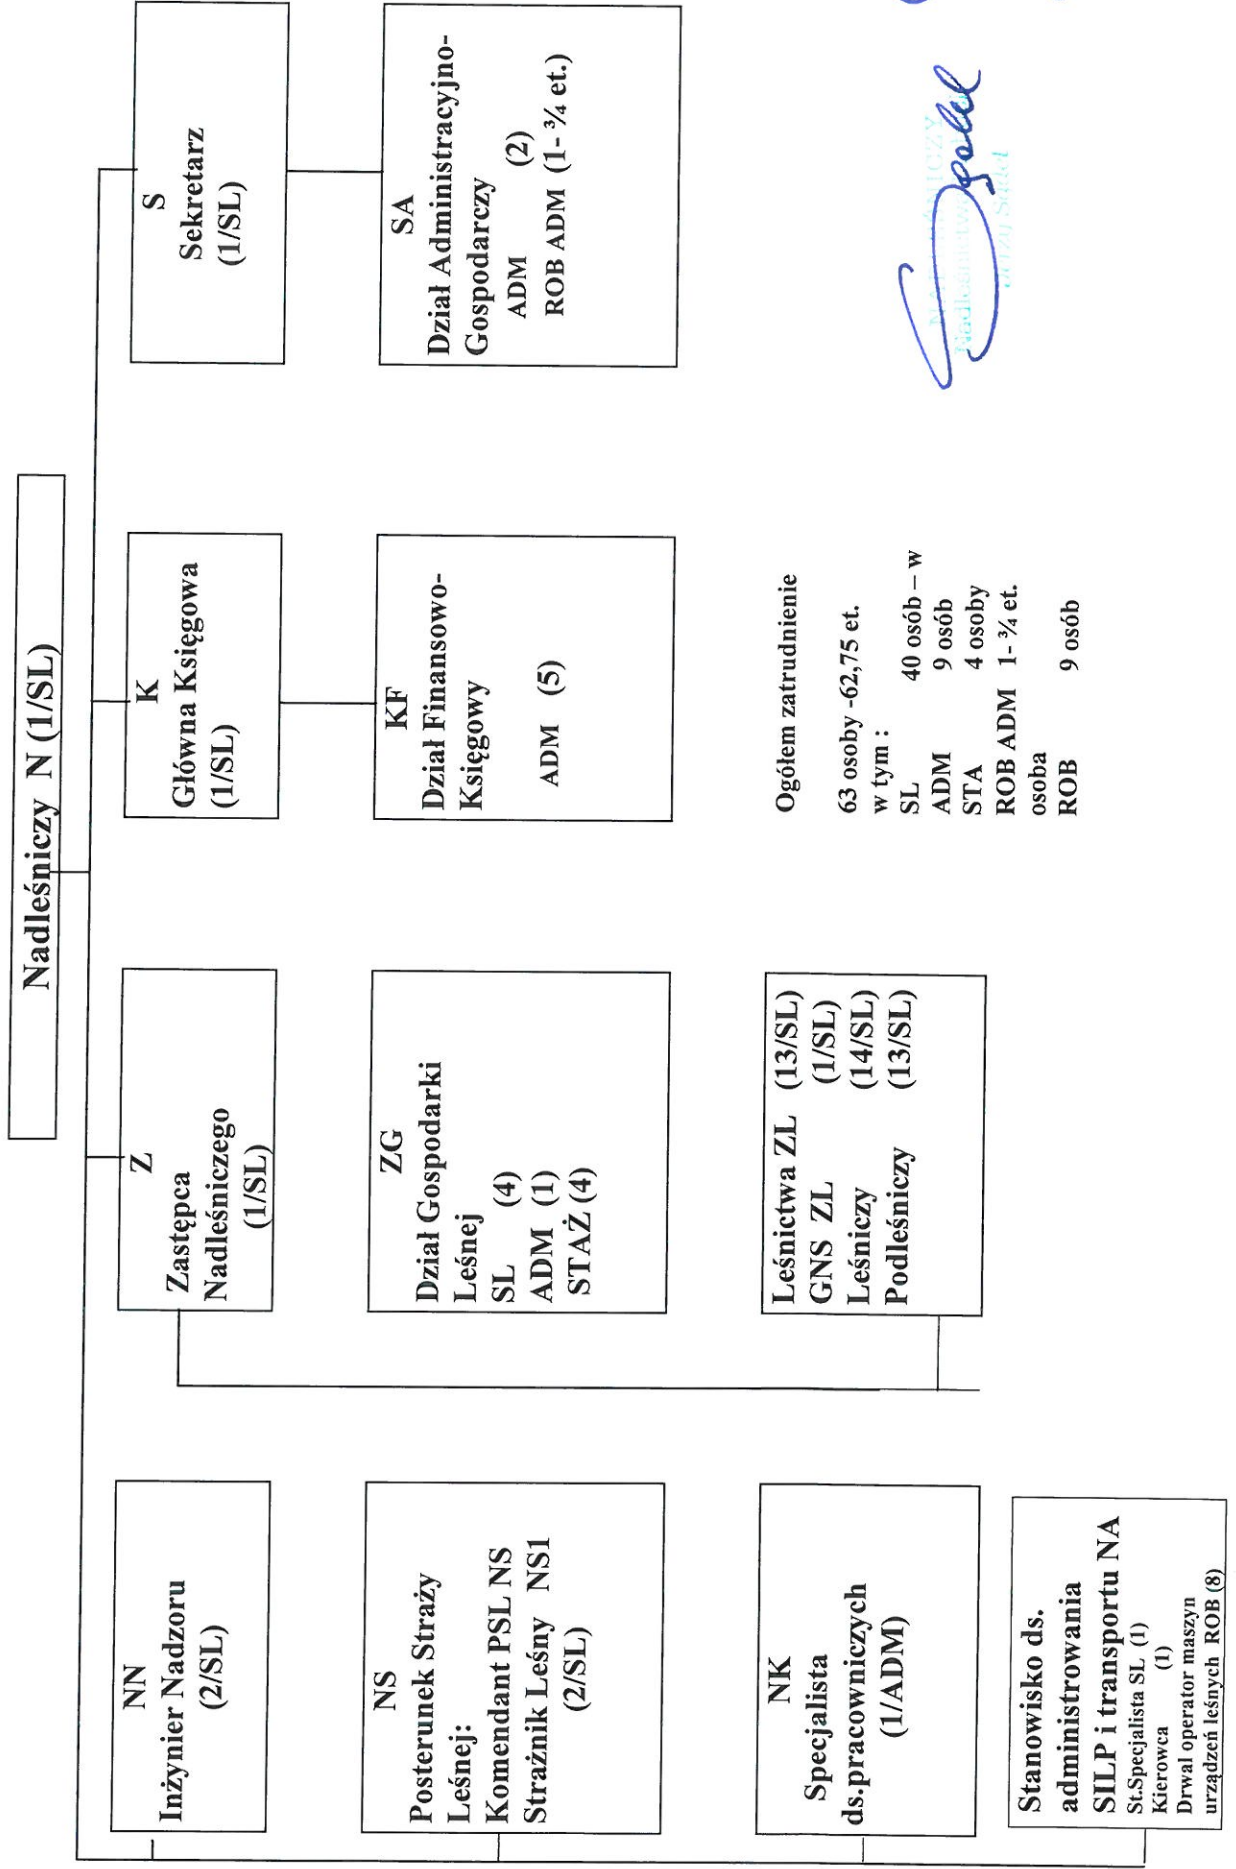 Nadleśniczy N (1/SL)
NN
Inżynier Nadzoru
(2/SL)
Z
Zastępca
Nadleśniczego
(1/SL)
K
Główna Księgowa
(1/SL)
S
Sekretarz
(1/SL)
NS
Posterunek Straży
Leśnej:
Komendant PSL NS
Strażnik Leśny NS1
(2/SL)
ZG
Dział Gospodarki
Leśnej
SL (4)
ADM (1)
STAŻ (4)
KF
Dział Finansowo-
Księgowy
ADM (5)
SA
Dział Administracyjno-
Gospodarczy
ADM (2)
ROB ADM (1- ¾ et.)
NK
Specjalista
ds.pracowniczych
(1/ADM)
Leśnictwa ZL (13/SL)
GNS ZL (1/SL)
Leśniczy (14/SL)
Podleśniczy (13/SL)
Ogółem zatrudnienie
63 osoby -62,75 et.
w tym :
SL 40 osób – w
ADM 9 osób
STA 4 osoby
ROB ADM 1- ¾ et.
osoba
ROB 9 osób
Stanowisko ds.
administrowania
SILP i transportu NA
St.Specjalista SL (1)
Kierowca (1)
Drwal operator maszyn
urządzeń leśnych ROB (8)